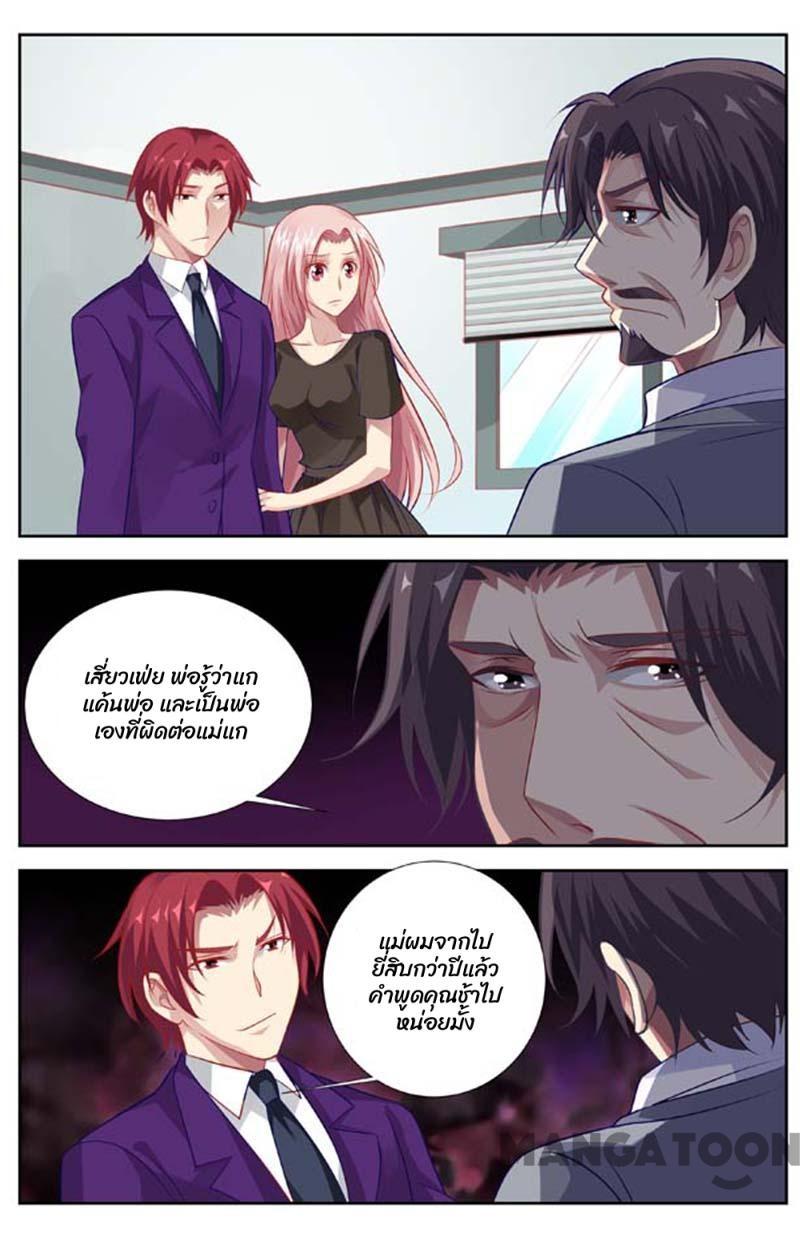 เสี่ยวเฟ่ย พ่อรู้ว่าแก
แค้นพ่อ และเป็นพ่อ
เองที่ผิดต่อแม่แก
แม่ผมจากไป
ยี่สิบกว่าปีแล้ว
คำพูดคุณช้าไป
หน่อยมั้ง
MANGATOON